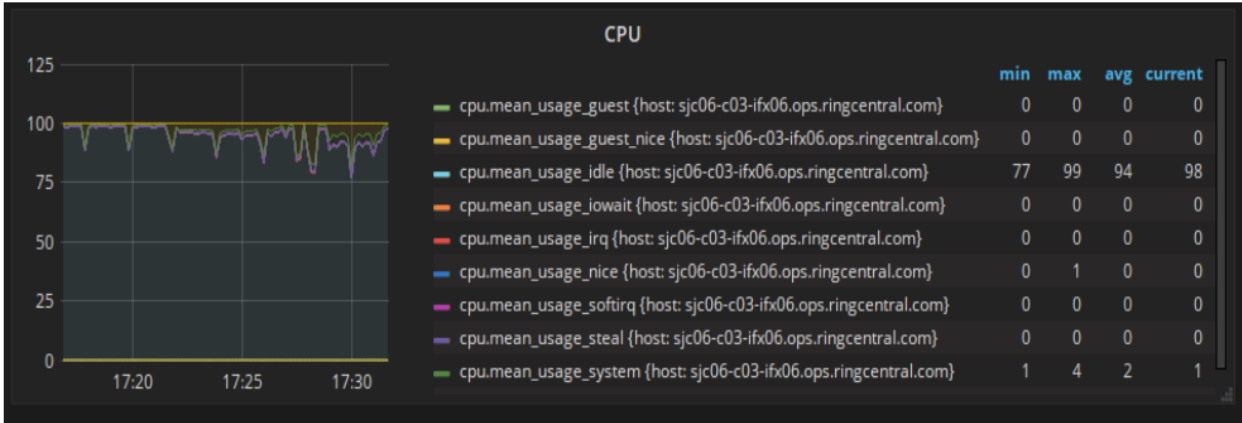 CPU
125
100
75
50
25
0
17:20 17:25 17:30
min max avg current
cpu.mean_usage_guest {host: sjc06-c03-ifx06.ops.ringcentral.com} 0 0 0 0
cpu.mean_usage_guest_nice {host: sjc06-c03-ifx06.ops.ringcentral.com} 0 0 0 0
cpu.mean_usage_idle {host: sjc06-c03-ifx06.ops.ringcentral.com} 77 99 94 98
cpu.mean_usage_iowait {host: sjc06-c03-ifx06.ops.ringcentral.com} 0 0 0 0
cpu.mean_usage_irq {host: sjc06-c03-ifx06.ops.ringcentral.com} 0 0 0 0
cpu.mean_usage_nice {host: sjc06-c03-ifx06.ops.ringcentral.com} 0 1 0 0
cpu.mean_usage_softirq {host: sjc06-c03-ifx06.ops.ringcentral.com} 0 0 0 0
cpu.mean_usage_steal {host: sjc06-c03-ifx06.ops.ringcentral.com} 0 0 0 0
cpu.mean_usage_system {host: sjc06-c03-ifx06.ops.ringcentral.com} 1 4 2 1